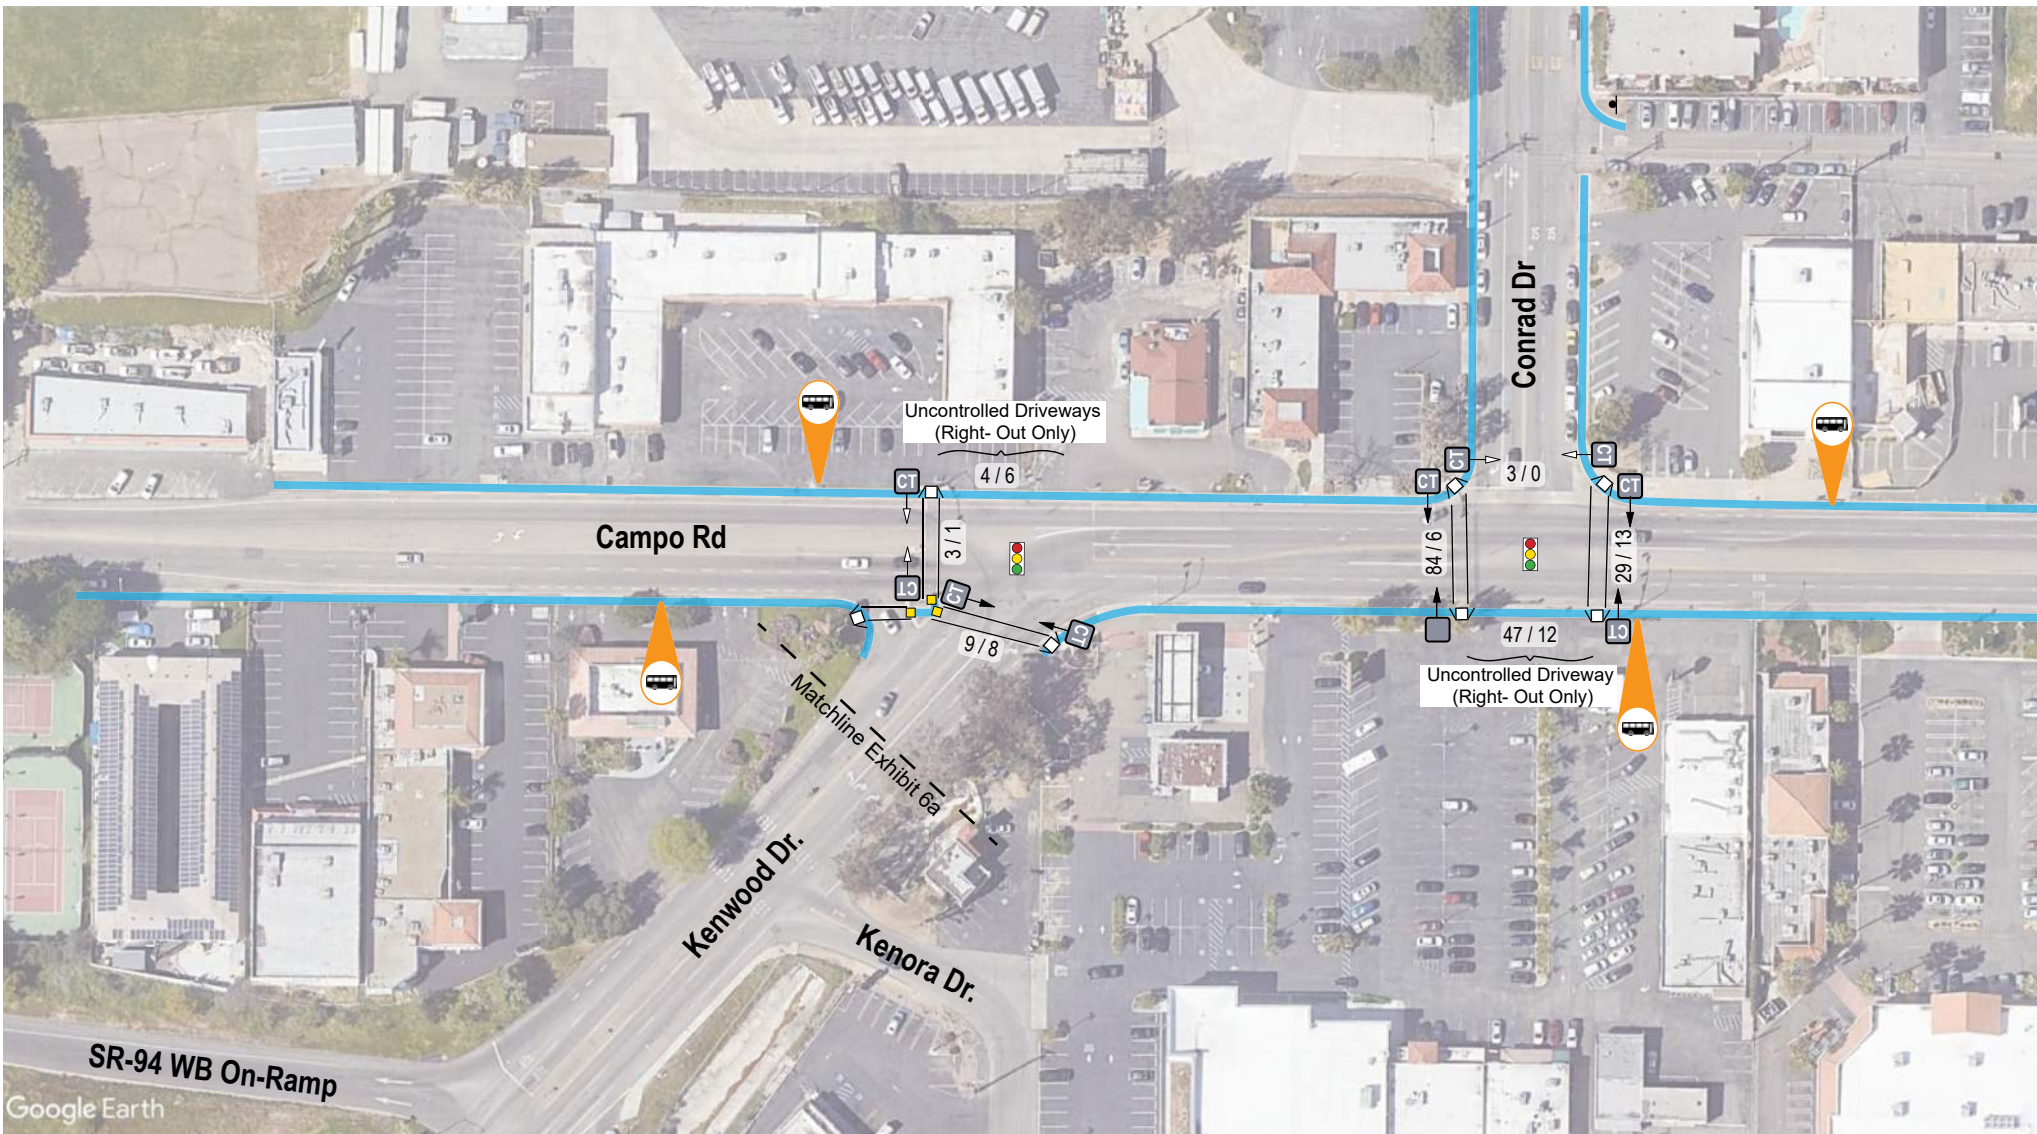 Conrad Dr
Uncontrolled Driveways
(Right- Out Only)
4 / 6
CT
CT
CT
3 / 0
CT
CT
Campo Rd
3 / 1
84 / 6
29 / 13
CT
CT
CT
CT
9 / 8
47 / 12
Uncontrolled Driveway
(Right- Out Only)
Matchline Exhibit 6a
Kenwood Dr.
Kenora Dr.
SR-94 WB On-Ramp
Google Earth